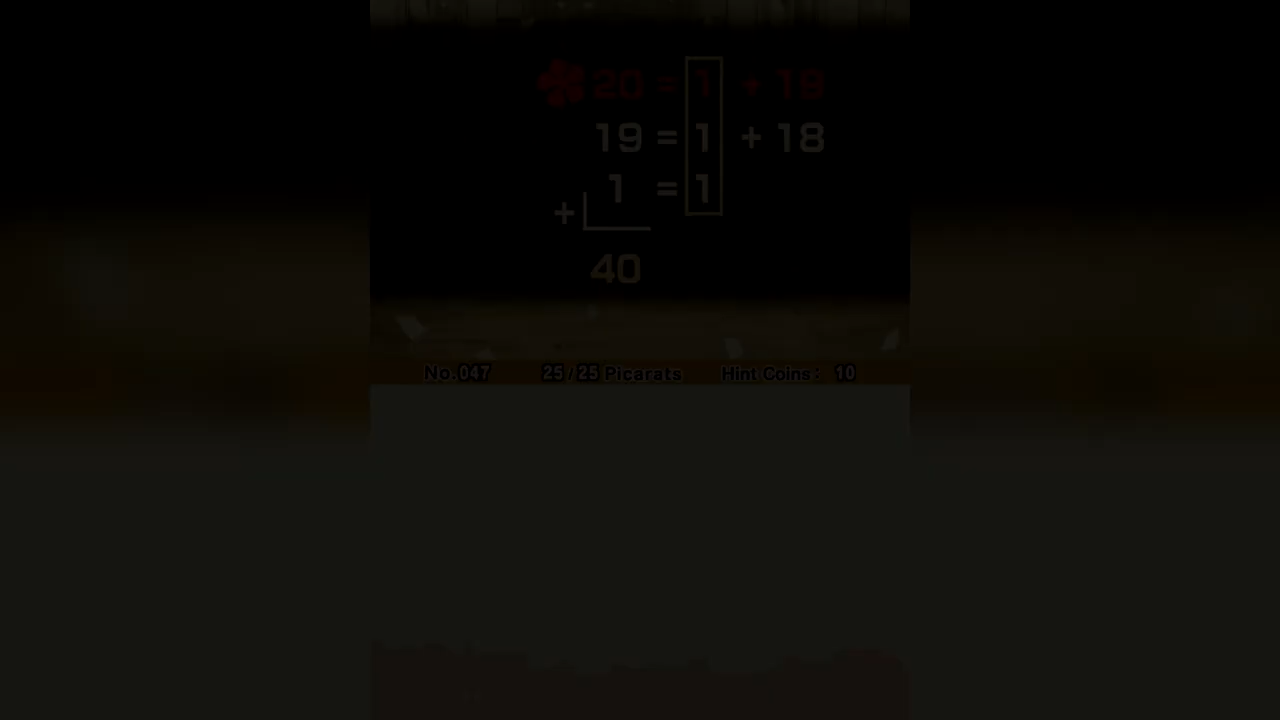 20 = 1 + 19
19 = 1 + 18
1 = 1
+
40
No.047 25/25 Picarats Hint Coins: 10